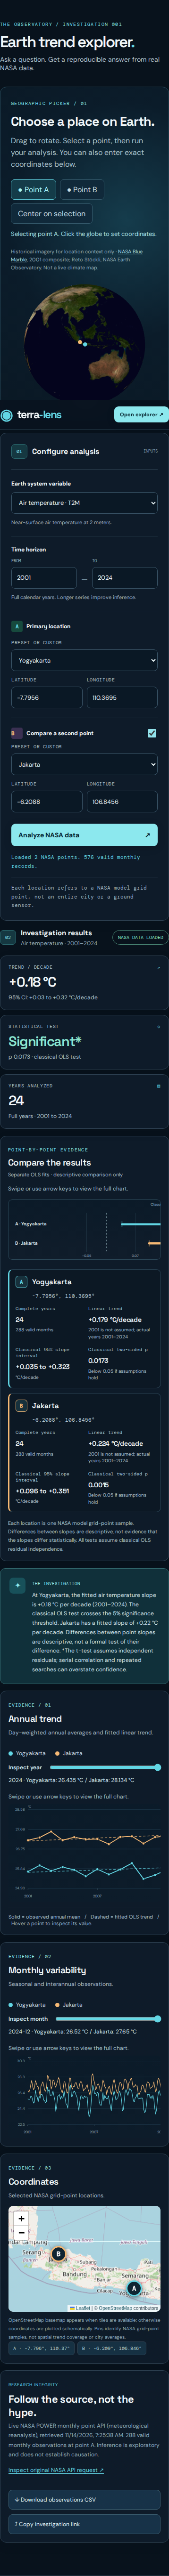 THE OBSERVATORY / INVESTIGATION 001
Earth trend explorer.
Ask a question. Get a reproducible answer from real
NASA data.
GEOGRAPHIC PICKER / 01
Choose a place on Earth.
Drag to rotate. Select a point, then run
your analysis. You can also enter exact
coordinates below.
Point A
Point B
Center on selection
Selecting point A. Click the globe to set coordinates.
Historical imagery for location context only · NASA Blue
Marble, 2001 composite. Reto Stöckli, NASA Earth
Observatory. Not a live climate map.
terra-lens
Open explorer ↗
01 Configure analysis INPUTS
Earth system variable
Air temperature · T2M
Near-surface air temperature at 2 meters.
Time horizon
FROM TO
2001 — 2024
Full calendar years. Longer series improve inference.
A Primary location
PRESET OR CUSTOM
Yogyakarta
LATITUDE LONGITUDE
-7.7956 110.3695
B Compare a second point
PRESET OR CUSTOM
Jakarta
LATITUDE LONGITUDE
-6.2088 106.8456
Analyze NASA data ↗
Loaded 2 NASA points. 576 valid monthly
records.
Each location refers to a NASA model grid
point, not an entire city or a ground
sensor.
02 Investigation results
Air temperature · 2001–2024
NASA DATA LOADED
TREND / DECADE
+0.18 °C
95% CI +0.03 to +0.32 °C/decade
STATISTICAL TEST
Significant*
p 0.0173 · classical OLS test
YEARS ANALYZED
24
Full years · 2001 to 2024
POINT-BY-POINT EVIDENCE
Compare the results
Separate OLS fits · descriptive comparison only
Swipe or use arrow keys to view the full chart.
A · Yogyakarta
B · Jakarta
A Yogyakarta
-7.7956°, 110.3695°
Complete years Linear trend
24 +0.179 °C/decade
288 valid months 2001 is not assumed: actual
years 2001–2024
Classical 95% slope
interval
+0.035 to +0.323
°C/decade
Classical two-sided p
0.0173
Below 0.05 if assumptions
hold
B Jakarta
-6.2088°, 106.8456°
Complete years Linear trend
24 +0.224 °C/decade
288 valid months 2001 is not assumed: actual
years 2001–2024
Classical 95% slope
interval
+0.096 to +0.351
°C/decade
Classical two-sided p
0.0015
Below 0.05 if assumptions
hold
Each location is one NASA model grid-point sample.
Differences between slopes are descriptive, not evidence that
the slopes differ statistically. All tests assume classical OLS
residual independence.
THE INVESTIGATION
At Yogyakarta, the fitted air temperature slope
is +0.18 °C per decade (2001–2024). The
classical OLS test crosses the 5% significance
threshold. Jakarta has a fitted slope of +0.22 °C
per decade. Differences between point slopes
are descriptive, not a formal test of their
difference. *The t-test assumes independent
residuals; serial correlation and repeated
searches can overstate confidence.
EVIDENCE / 01
Annual trend
Day-weighted annual averages and fitted linear trend.
Yogyakarta Jakarta
Inspect year
2024 · Yogyakarta: 26.435 °C / Jakarta: 28.134 °C
Swipe or use arrow keys to view the full chart.
Solid = observed annual mean / Dashed = fitted OLS trend /
Hover a point to inspect its value.
EVIDENCE / 02
Monthly variability
Seasonal and interannual observations.
Yogyakarta Jakarta
Inspect month
2024-12 · Yogyakarta: 26.52 °C / Jakarta: 27.65 °C
Swipe or use arrow keys to view the full chart.
EVIDENCE / 03
Coordinates
Selected NASA grid-point locations.
+
−
Serang
B
Bandung
Pekalongan
Semarang
A
Leaflet | © OpenStreetMap contributors
OpenStreetMap basemap appears when tiles are available; otherwise
coordinates are plotted offline. Pins identify NASA grid-point
samples, not spatial trend coverage or city averages.
A · -7.796°, 110.37° B · -6.209°, 106.846°
RESEARCH INTEGRITY
Follow the source, not the
hype.
Live NASA POWER monthly point API (meteorological
reanalysis), retrieved 11/14/2026, 7:25:38 AM. 288 valid
monthly observations at point A. Inference is exploratory
and does not establish causation.
Inspect original NASA API request ↗
↓ Download observations CSV
⤴ Copy investigation link